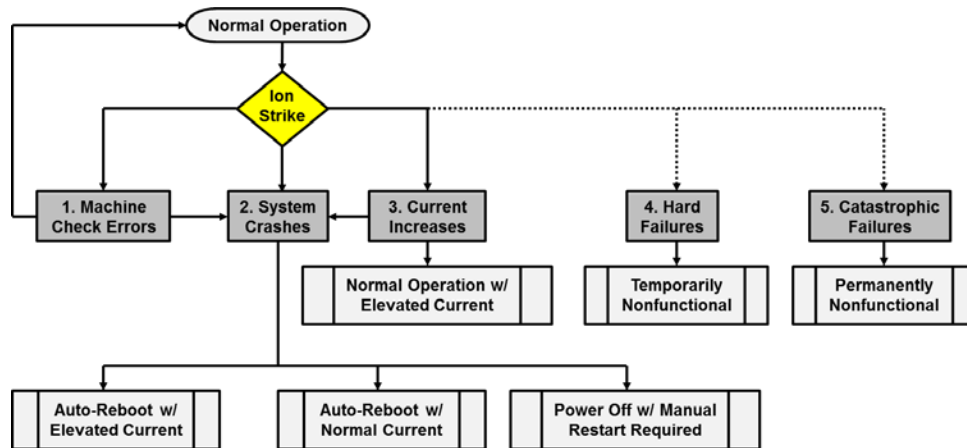 Normal Operation
Ion
Strike
1. Machine
Check Errors
2. System
Crashes
3. Current
Increases
4. Hard
Failures
5. Catastrophic
Failures
Normal Operation w/
Elevated Current
Temporarily
Nonfunctional
Permanently
Nonfunctional
Auto-Reboot w/
Elevated Current
Auto-Reboot w/
Normal Current
Power Off w/ Manual
Restart Required